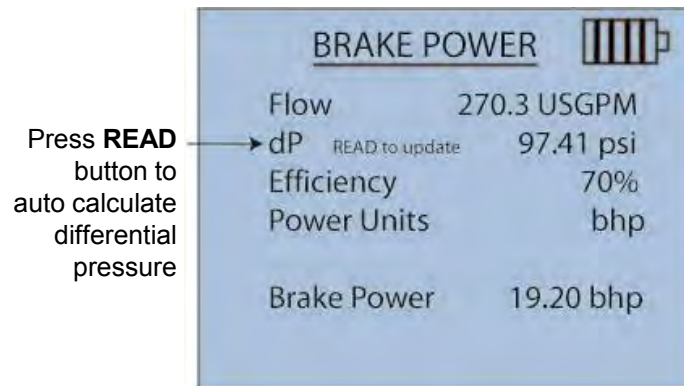 BRAKE POWER
Flow 270.3 USGPM
Press READ
button to
auto calculate
differential
pressure
dP READ to update 97.41 psi
Efficiency 70%
Power Units bhp
Brake Power 19.20 bhp